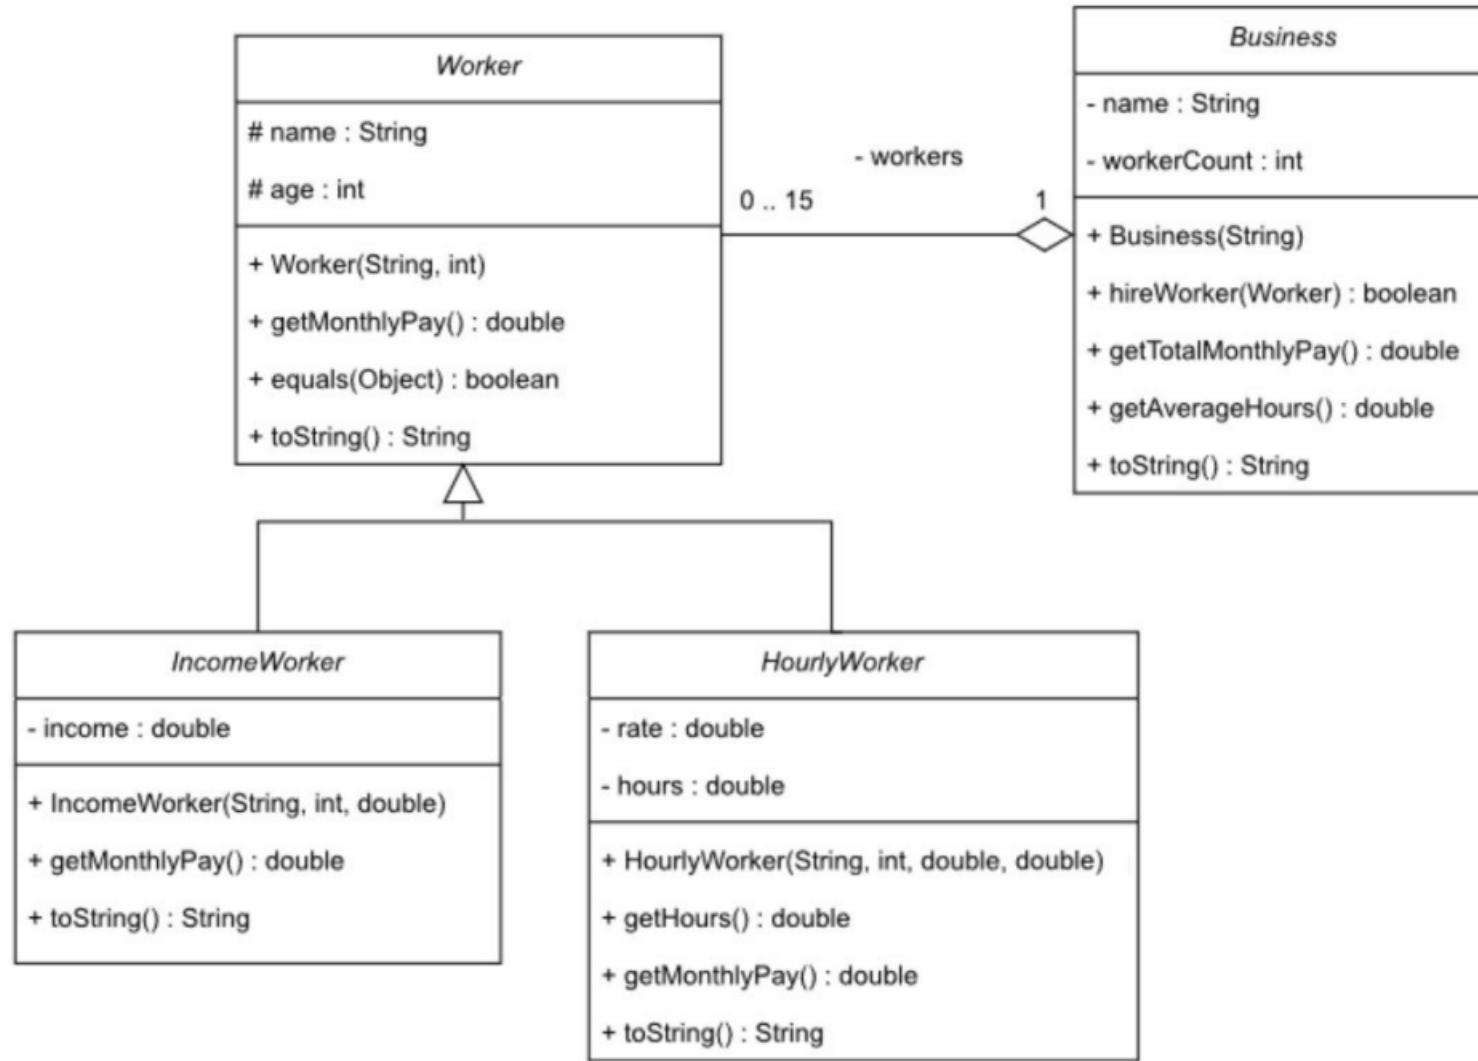 Worker
# name : String
# age : int
+ Worker(String, int)
+ getMonthlyPay() : double
+ equals(Object) : boolean
+ toString() : String
- workers
0 .. 15
1
Business
- name : String
- workerCount : int
+ Business(String)
+ hireWorker(Worker) : boolean
+ getTotalMonthlyPay() : double
+ getAverageHours() : double
+ toString() : String
IncomeWorker
- income : double
+ IncomeWorker(String, int, double)
+ getMonthlyPay() : double
+ toString() : String
HourlyWorker
- rate : double
- hours : double
+ HourlyWorker(String, int, double, double)
+ getHours() : double
+ getMonthlyPay() : double
+ toString() : String